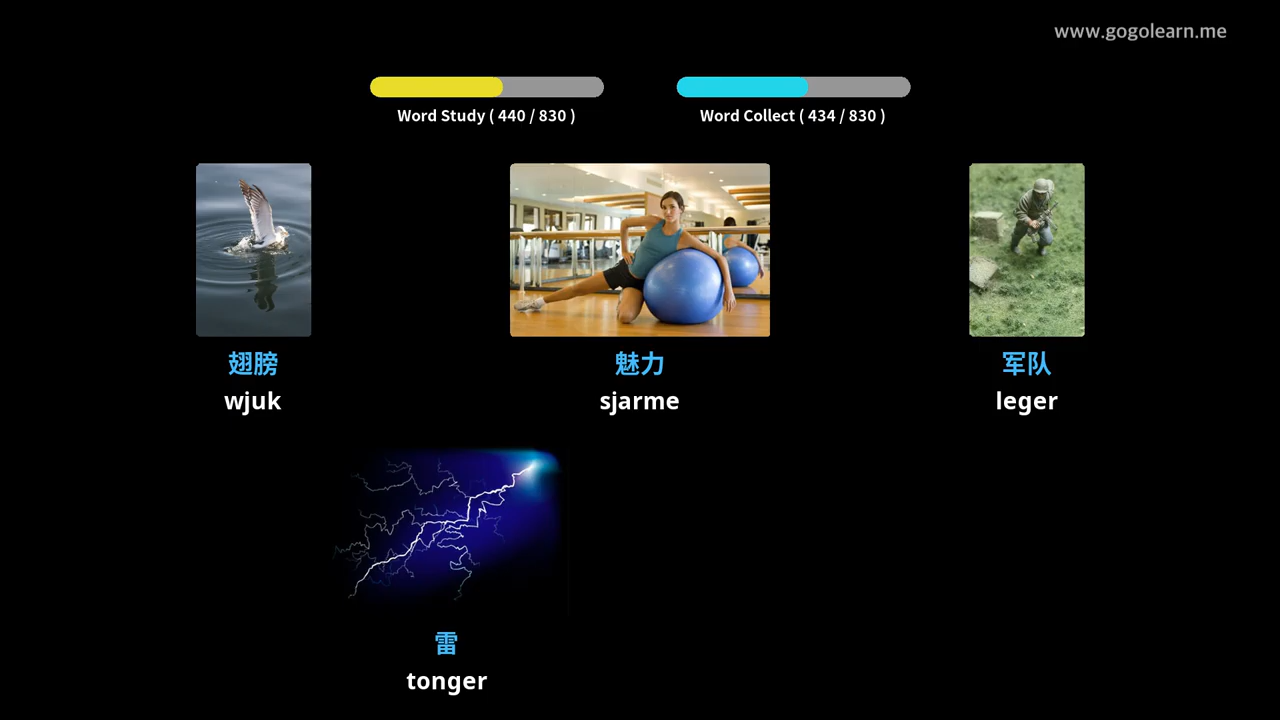 www.gogolearn.me
Word Study ( 440 / 830 )
Word Collect ( 434 / 830 )
翅膀
wjuk
魅力
sjarme
军队
leger
雷
tonger